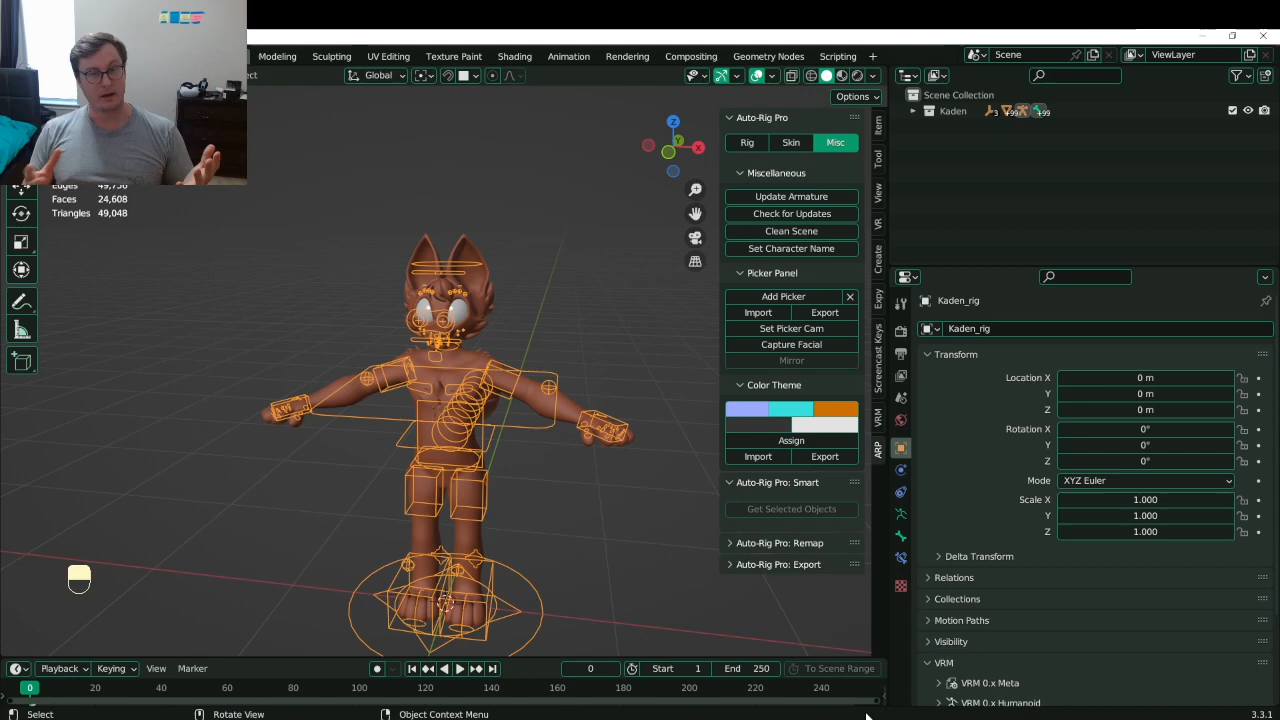 Modeling Sculpting UV Editing Texture Paint Shading Animation Rendering Compositing Geometry Nodes Scripting + Scene ViewLayer
ect Global
Options
Edges 49,756
Faces 24,608
Triangles 49,048
Auto-Rig Pro
Rig Skin Misc
Miscellaneous
Update Armature
Check for Updates
Clean Scene
Set Character Name
Picker Panel
Add Picker
Import Export
Set Picker Cam
Capture Facial
Mirror
Color Theme
Assign
Import Export
Auto-Rig Pro: Smart
Get Selected Objects
Auto-Rig Pro: Remap
Auto-Rig Pro: Export
Item
Tool
View
VR
Create
Expy
Screencast Keys
VRM
ARP
Z
Y
X
Scene Collection
Kaden 3 +99 +99
Kaden_rig
Kaden_rig
Transform
Location X 0 m
Y 0 m
Z 0 m
Rotation X 0°
Y 0°
Z 0°
Mode XYZ Euler
Scale X 1.000
Y 1.000
Z 1.000
Delta Transform
Relations
Collections
Motion Paths
Visibility
VRM
VRM 0.x Meta
VRM 0.x Humanoid
Playback Keying View Marker 0 Start 1 End 250 To Scene Range
0 20 40 60 80 100 120 140 160 180 200 220 240
Select Rotate View Object Context Menu 3.3.1